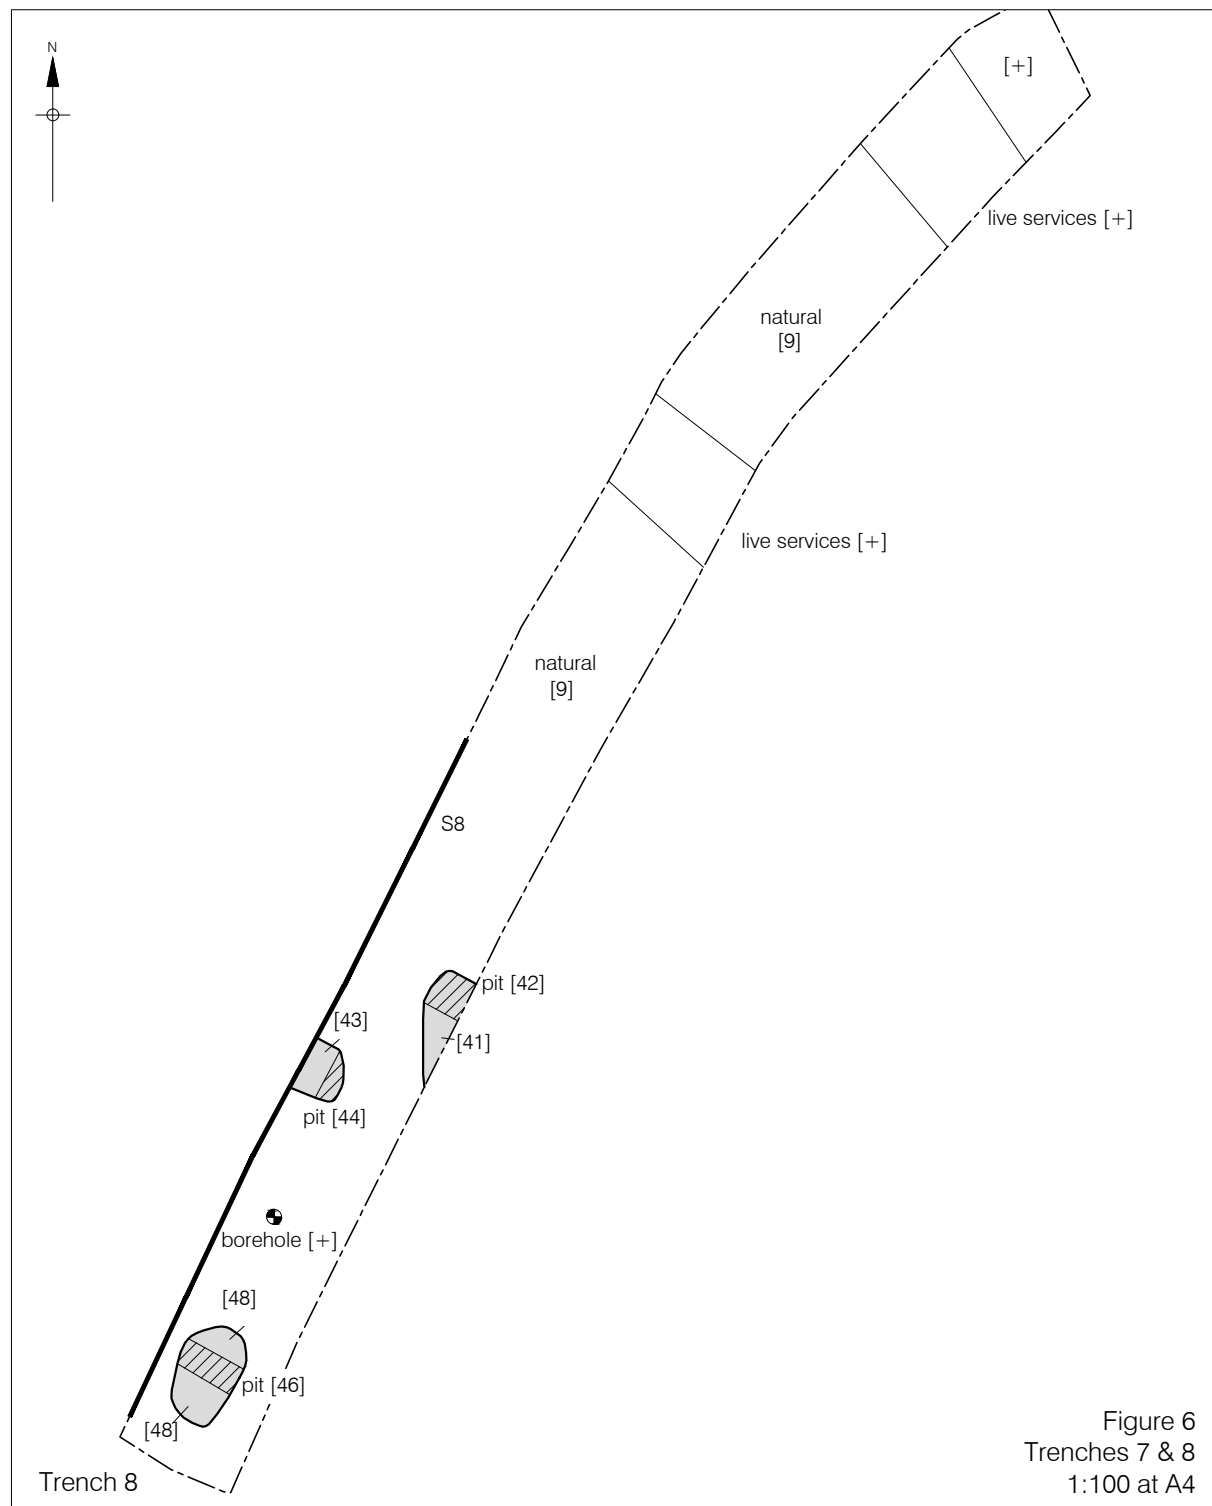 N
[+]
live services [+]
natural
[9]
live services [+]
natural
[9]
S8
pit [42]
[43]
[41]
pit [44]
borehole [+]
[48]
pit [46]
[48]
Trench 8
Figure 6
Trenches 7 & 8
1:100 at A4